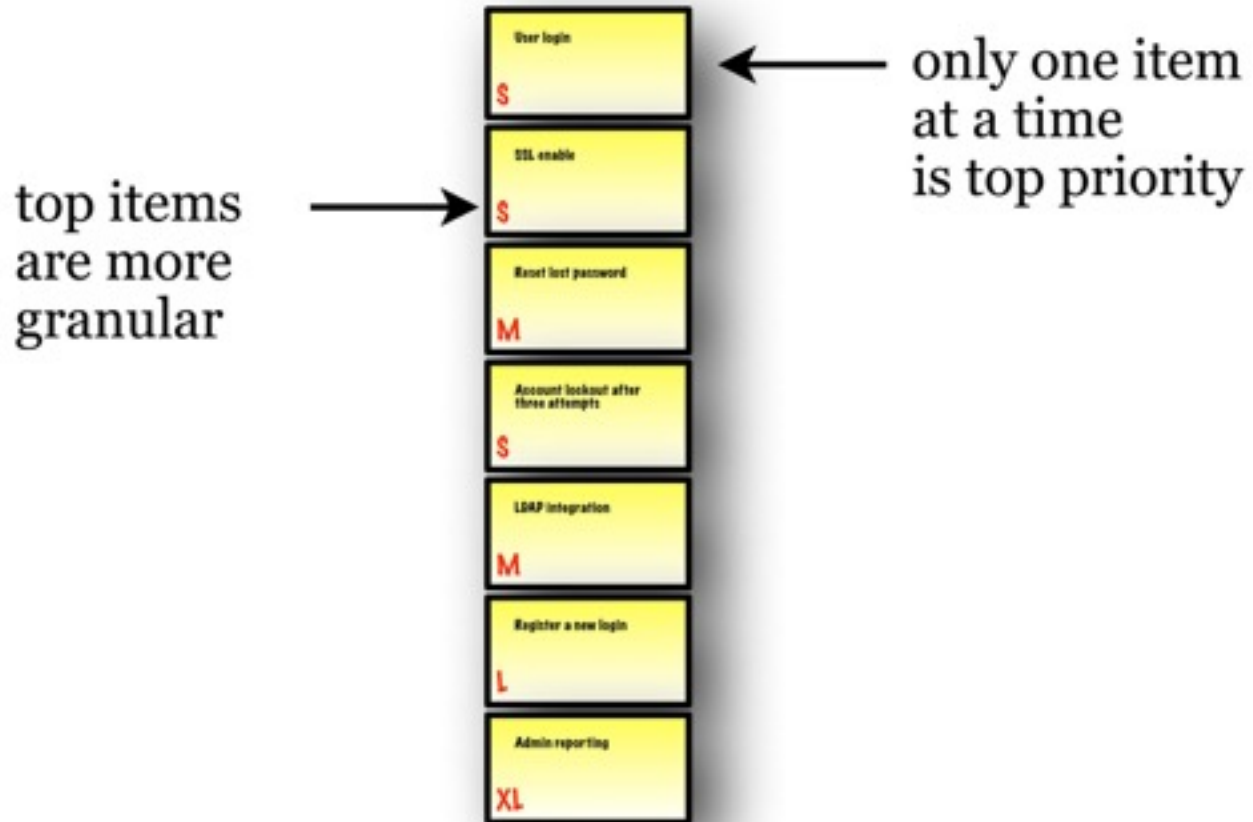 User login
S
only one item
at a time
is top priority
SSL enable
S
top items
are more
granular
Reset lost password
M
Account lockout after
three attempts
S
LDAP integration
M
Register a new login
L
Admin reporting
XL